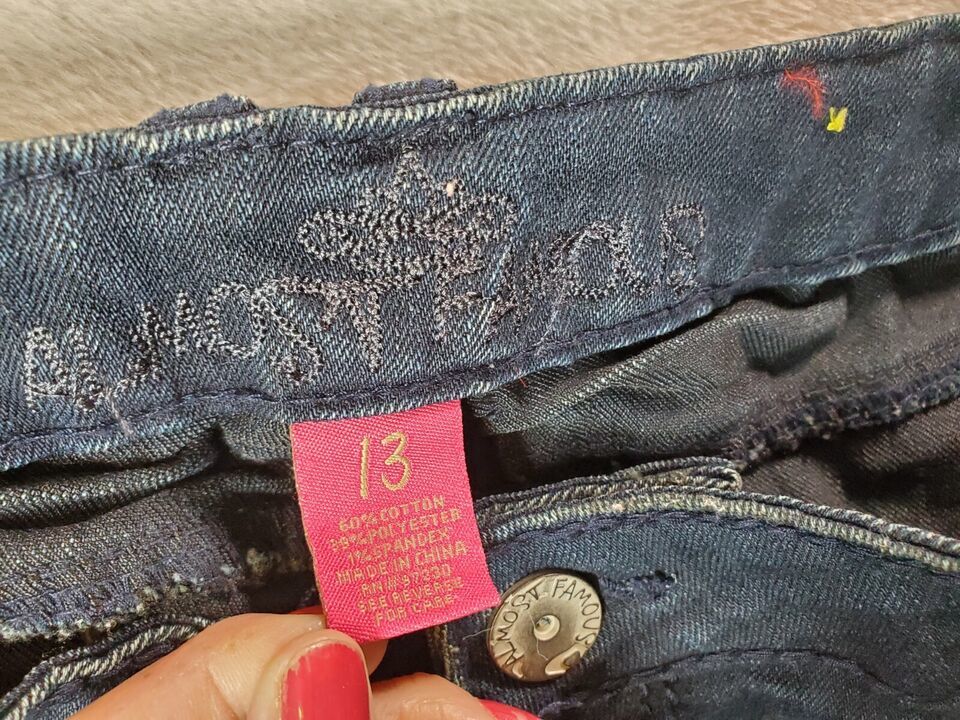 ALMOST FAMOUS
13
60% COTTON
39% POLYESTER
1% SPANDEX
MADE IN CHINA
RN# 97230
SEE REVERSE
FOR CARE
ALMOST FAMOUS